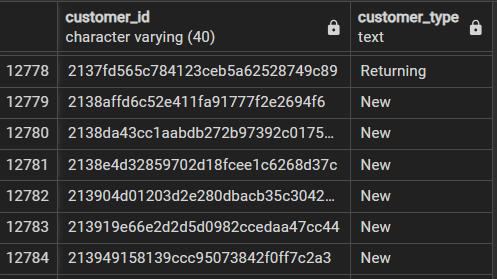 customer_id customer_type
character varying (40) text
12778 2137fd565c784123ceb5a62528749c89 Returning
12779 2138affd6c52e411fa91777f2e2694f6 New
12780 2138da43cc1aabdb272b97392c0175... New
12781 2138e4d32859702d18fcee1c6268d37c New
12782 213904d01203d2e280dbacb35c3042... New
12783 213919e66e2d2d5d0982ccedaa47cc44 New
12784 213949158139ccc95073842f0ff7c2a3 New